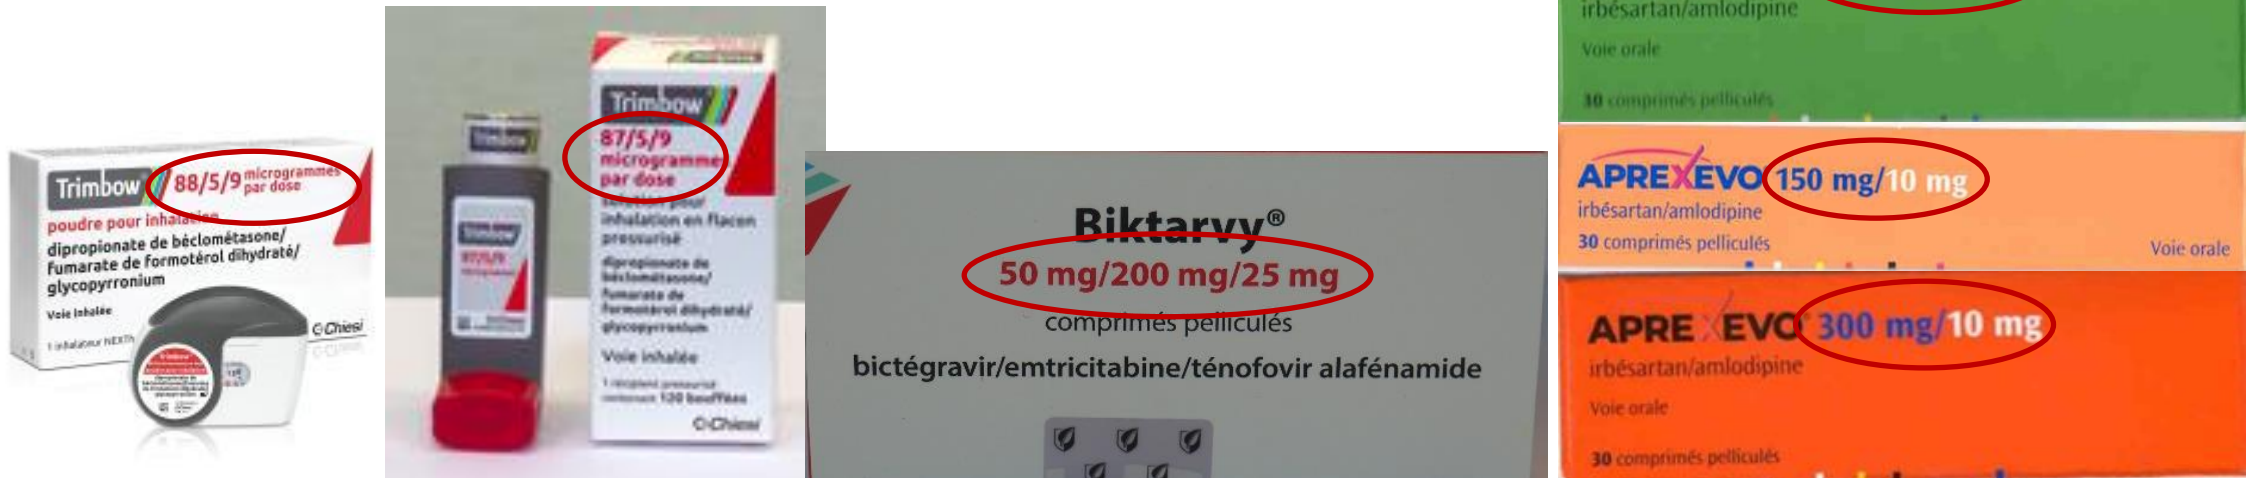 Trimbow 88/5/9 microgrammes par dose
poudre pour inhalation
dipropionate de béclométasone/
fumarate de formotérol dihydraté/
glycopyrronium
Voie inhalée
1 inhalateur
Chiesi
Trimbow
Trimbow
87/5/9
Trimbow
87/5/9
microgrammes
par dose
solution pour
inhalation en flacon
pressurisé
dipropionate de
béclométasone/
fumarate de
formotérol dihydraté/
glycopyrronium
Voie inhalée
1 récipient pressurisé
contenant 120 bouffées
Chiesi
Biktarvy®
50 mg/200 mg/25 mg
comprimés pelliculés
bictégravir/emtricitabine/ténofovir alafénamide
irbésartan/amlodipine
Voie orale
30 comprimés pelliculés
APREXEVO 150 mg/10 mg
irbésartan/amlodipine
30 comprimés pelliculés
Voie orale
APREXEVO 300 mg/10 mg
irbésartan/amlodipine
Voie orale
30 comprimés pelliculés